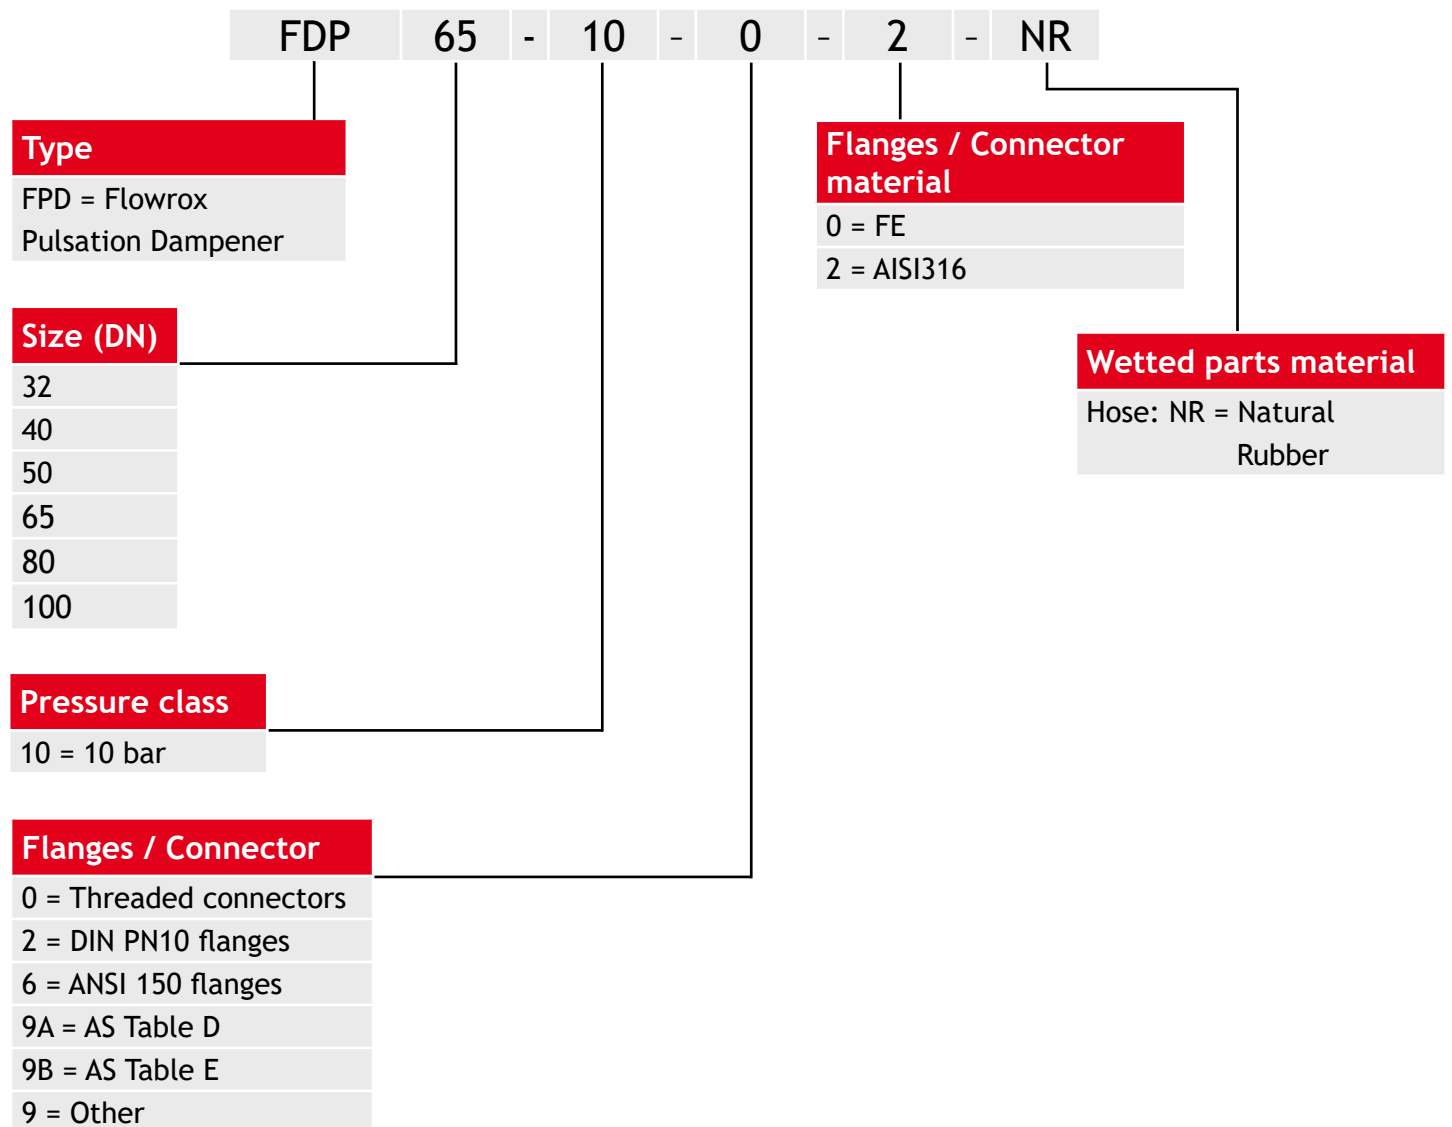 FDP 65 - 10 - 0 - 2 - NR
Type
FPD = Flowrox
Pulsation Dampener
Flanges / Connector
material
0 = FE
2 = AISI316
Size (DN)
32
40
50
65
80
100
Wetted parts material
Hose: NR = Natural
Rubber
Pressure class
10 = 10 bar
Flanges / Connector
0 = Threaded connectors
2 = DIN PN10 flanges
6 = ANSI 150 flanges
9A = AS Table D
9B = AS Table E
9 = Other